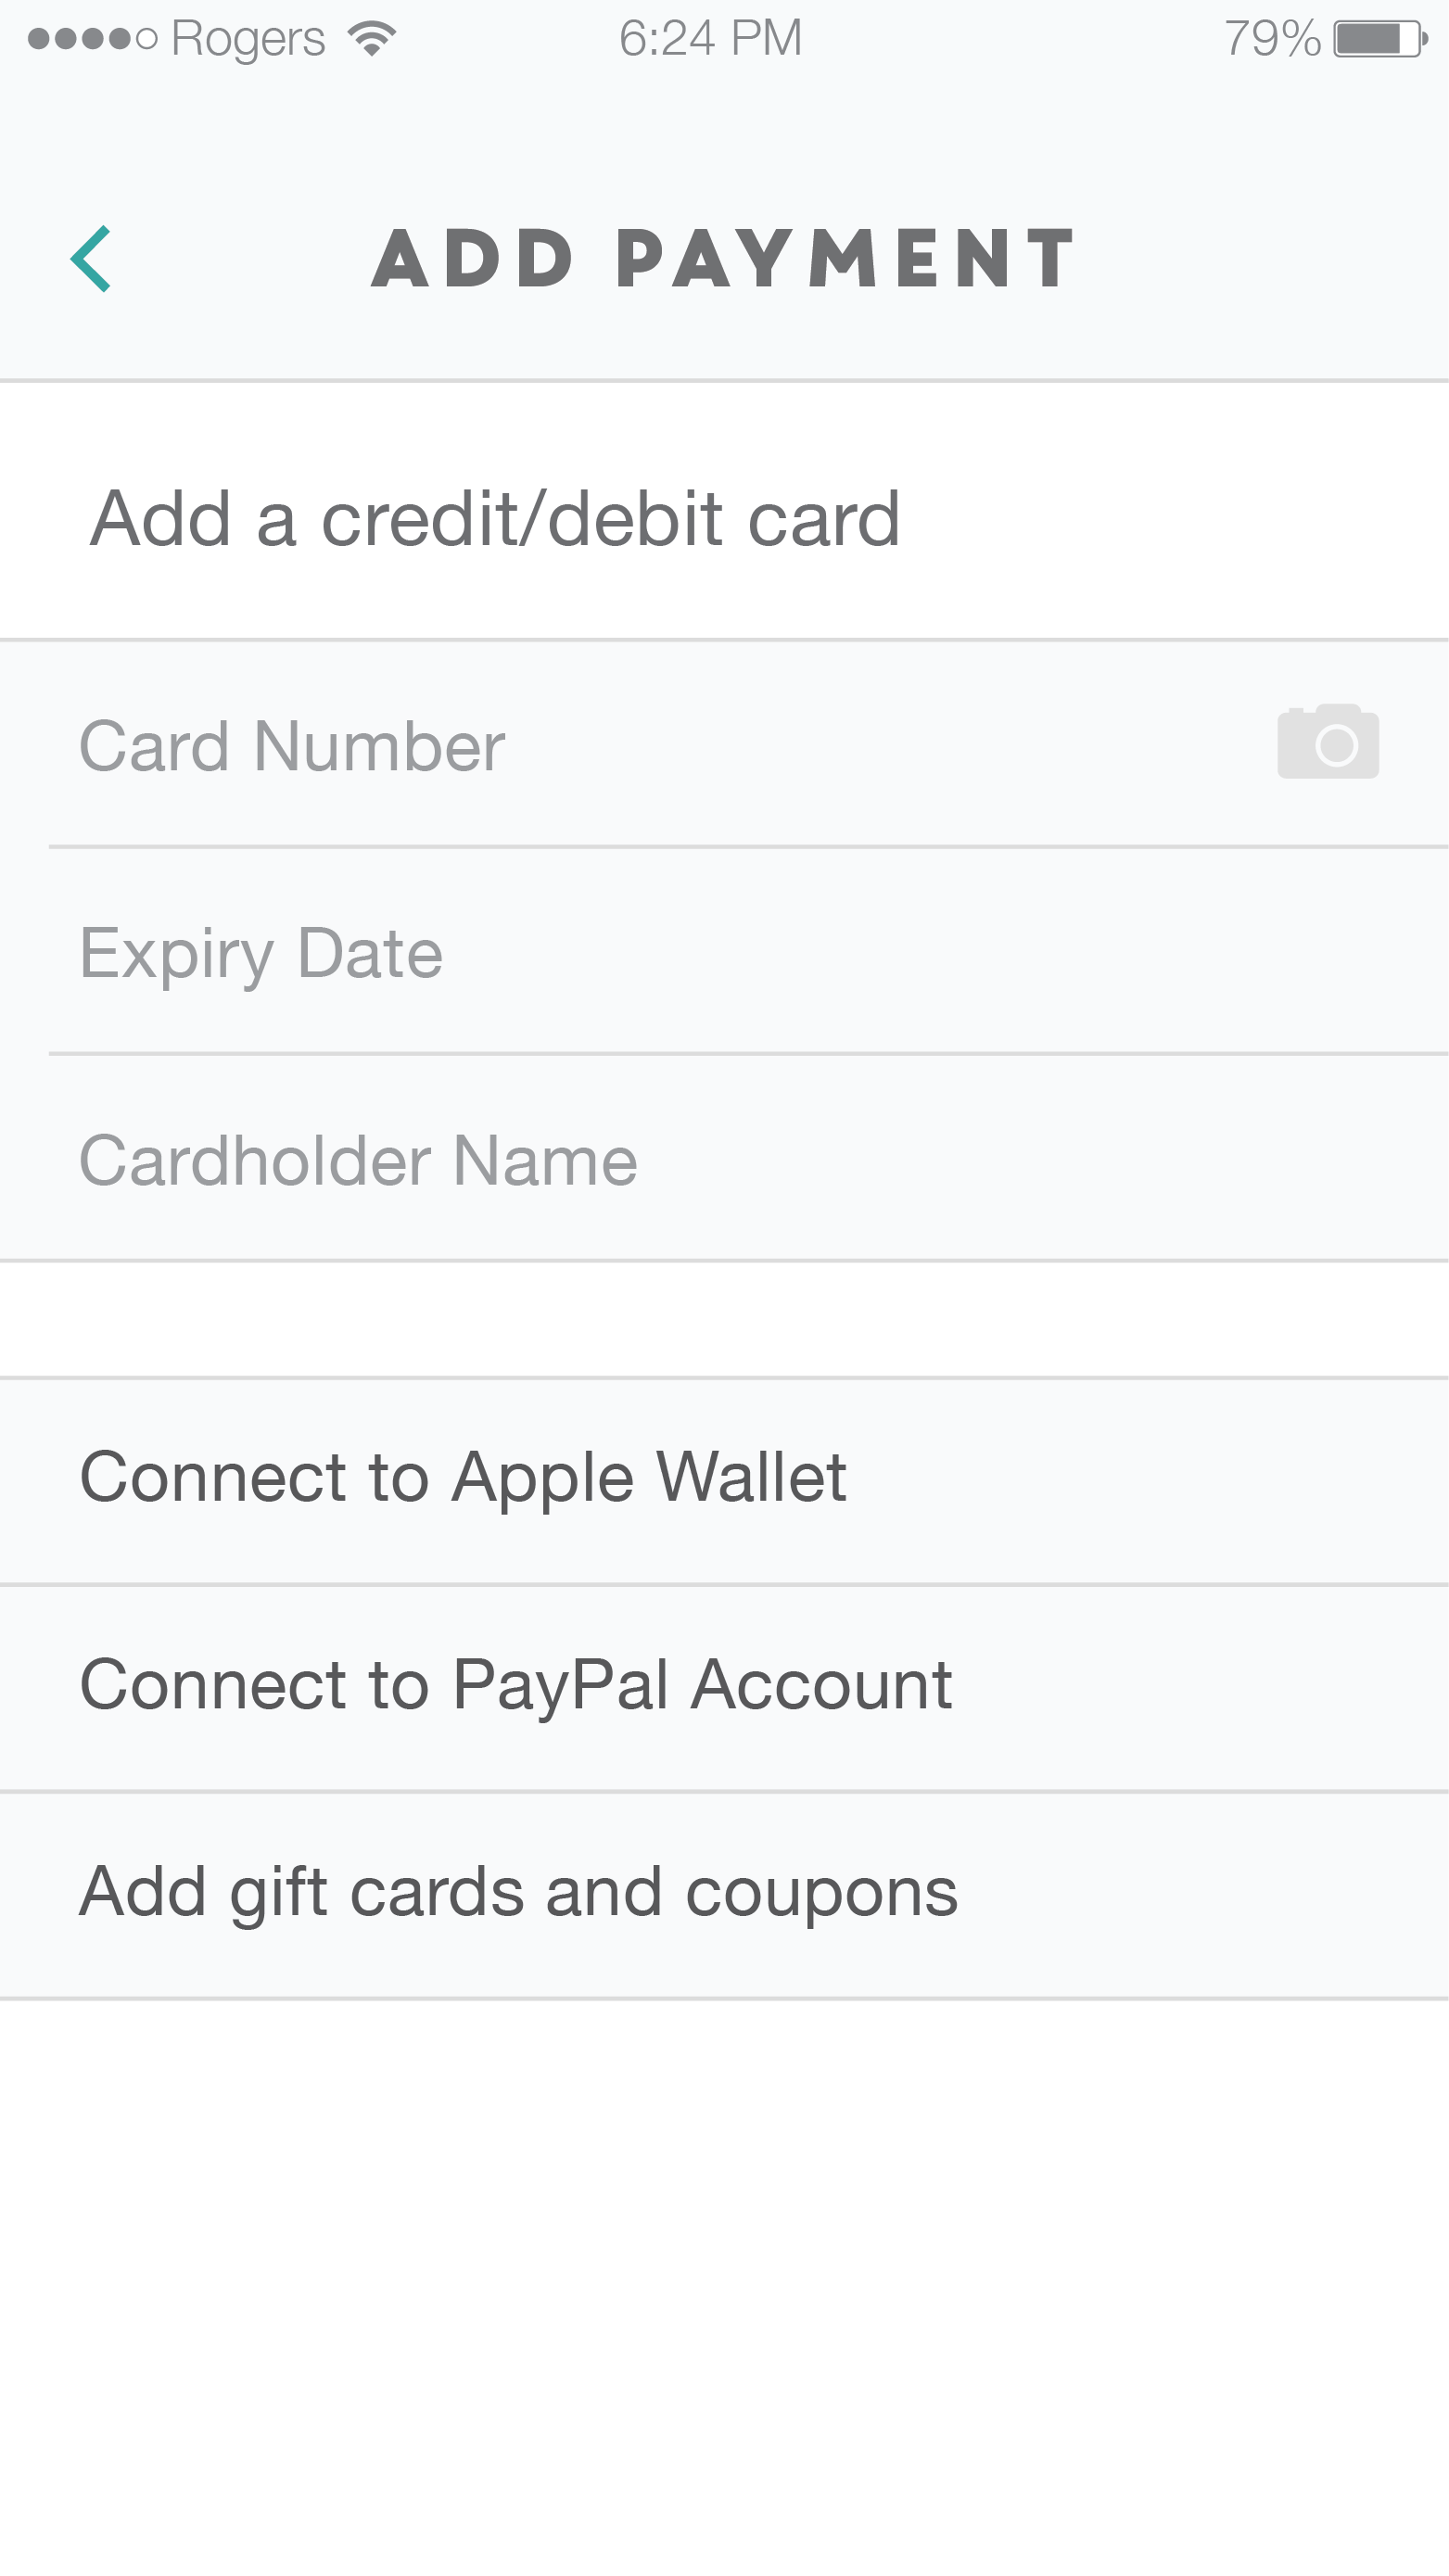 Rogers 6:24 PM 79%
ADD PAYMENT
Add a credit/debit card
Card Number
Expiry Date
Cardholder Name
Connect to Apple Wallet
Connect to PayPal Account
Add gift cards and coupons